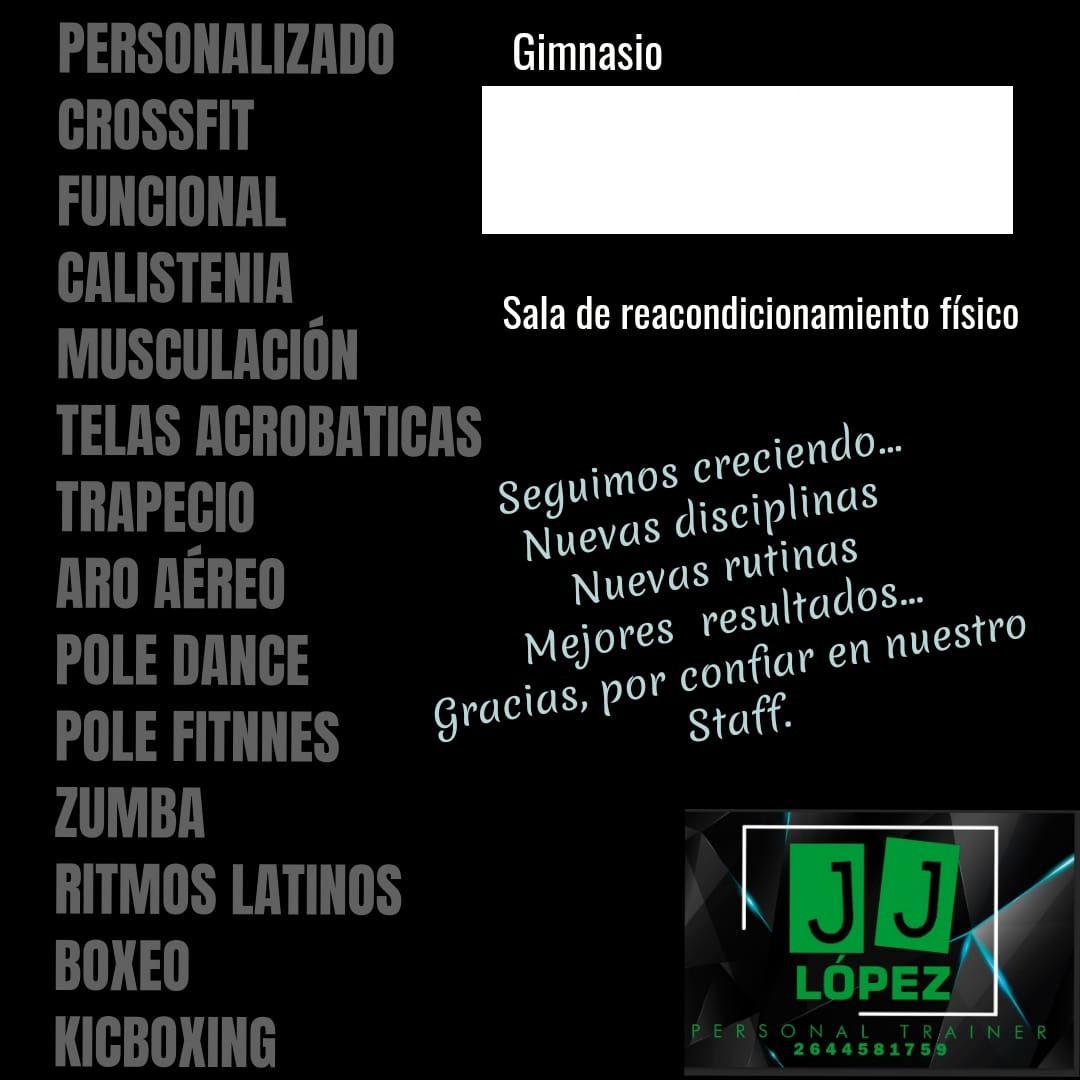 PERSONALIZADO
CROSSFIT
FUNCIONAL
CALISTENIA
MUSCULACIÓN
TELAS ACROBATICAS
TRAPECIO
ARO AÉREO
POLE DANCE
POLE FITNNES
ZUMBA
RITMOS LATINOS
BOXEO
KICBOXING
Gimnasio
Sala de reacondicionamiento físico
Seguimos creciendo...
Nuevas disciplinas
Nuevas rutinas
Mejores resultados...
Gracias, por confiar en nuestro
Staff.
JJ
LÓPEZ
PERSONAL TRAINER
2644581759